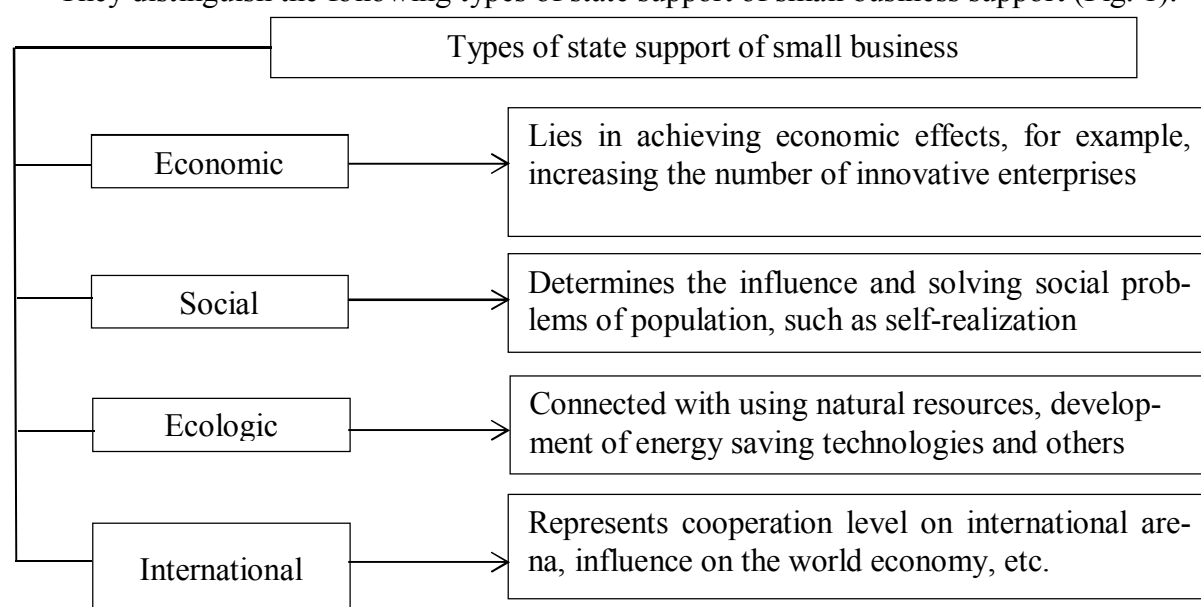 They distinguish the following types of state support of small business support (Fig. 1).
Types of state support of small business
Economic
Lies in achieving economic effects, for example,
increasing the number of innovative enterprises
Social
Determines the influence and solving social prob-
lems of population, such as self-realization
Ecologic
Connected with using natural resources, develop-
ment of energy saving technologies and others
International
Represents cooperation level on international are-
na, influence on the world economy, etc.